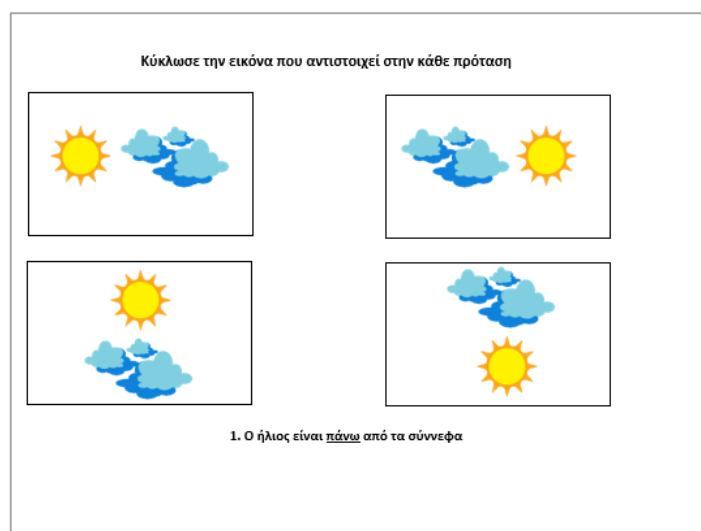 Κύκλωσε την εικόνα που αντιστοιχεί στην κάθε πρόταση
1. Ο ήλιος είναι πάνω από τα σύννεφα